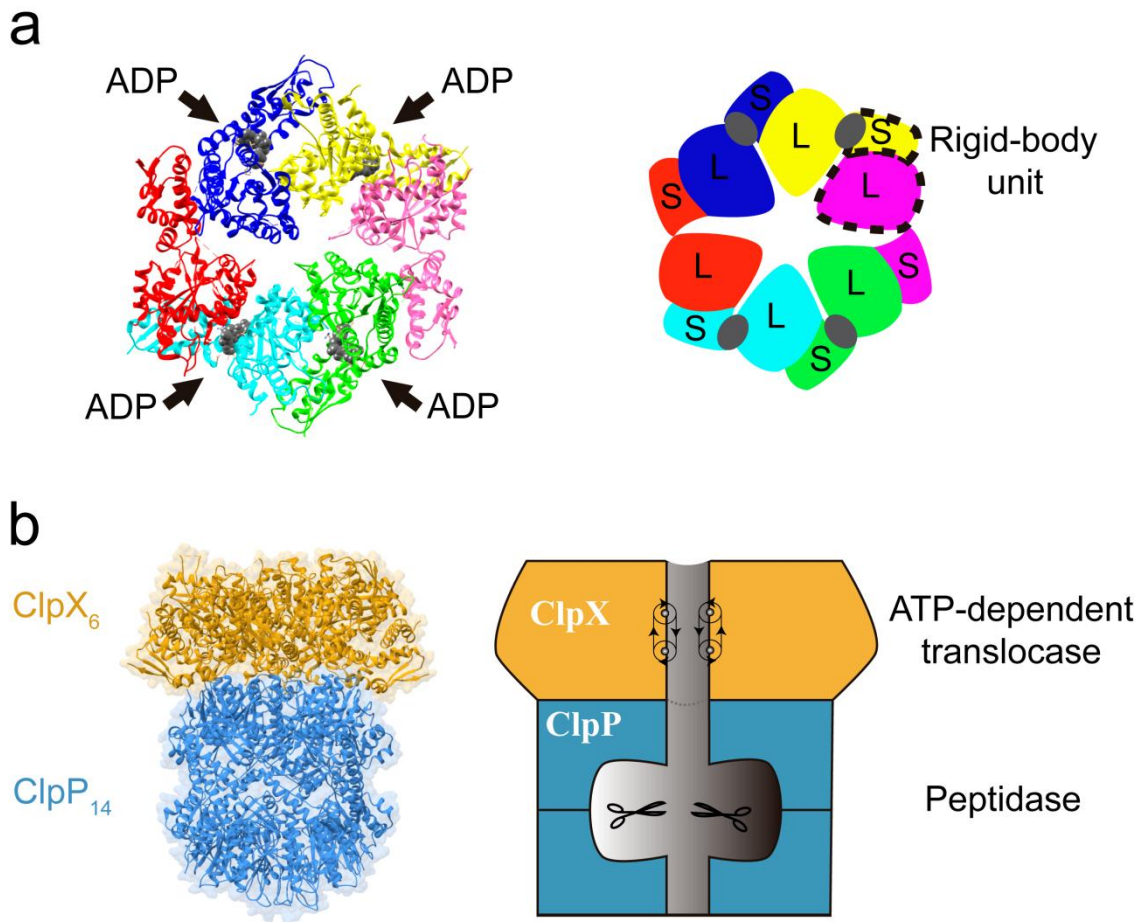 a
ADP
ADP
ADP
ADP
S
L
S
L
L
S
L
L
S
S
L
S
Rigid-body
unit
b
ClpX6
ClpP14
ClpX
ClpP
ATP-dependent
translocase
Peptidase